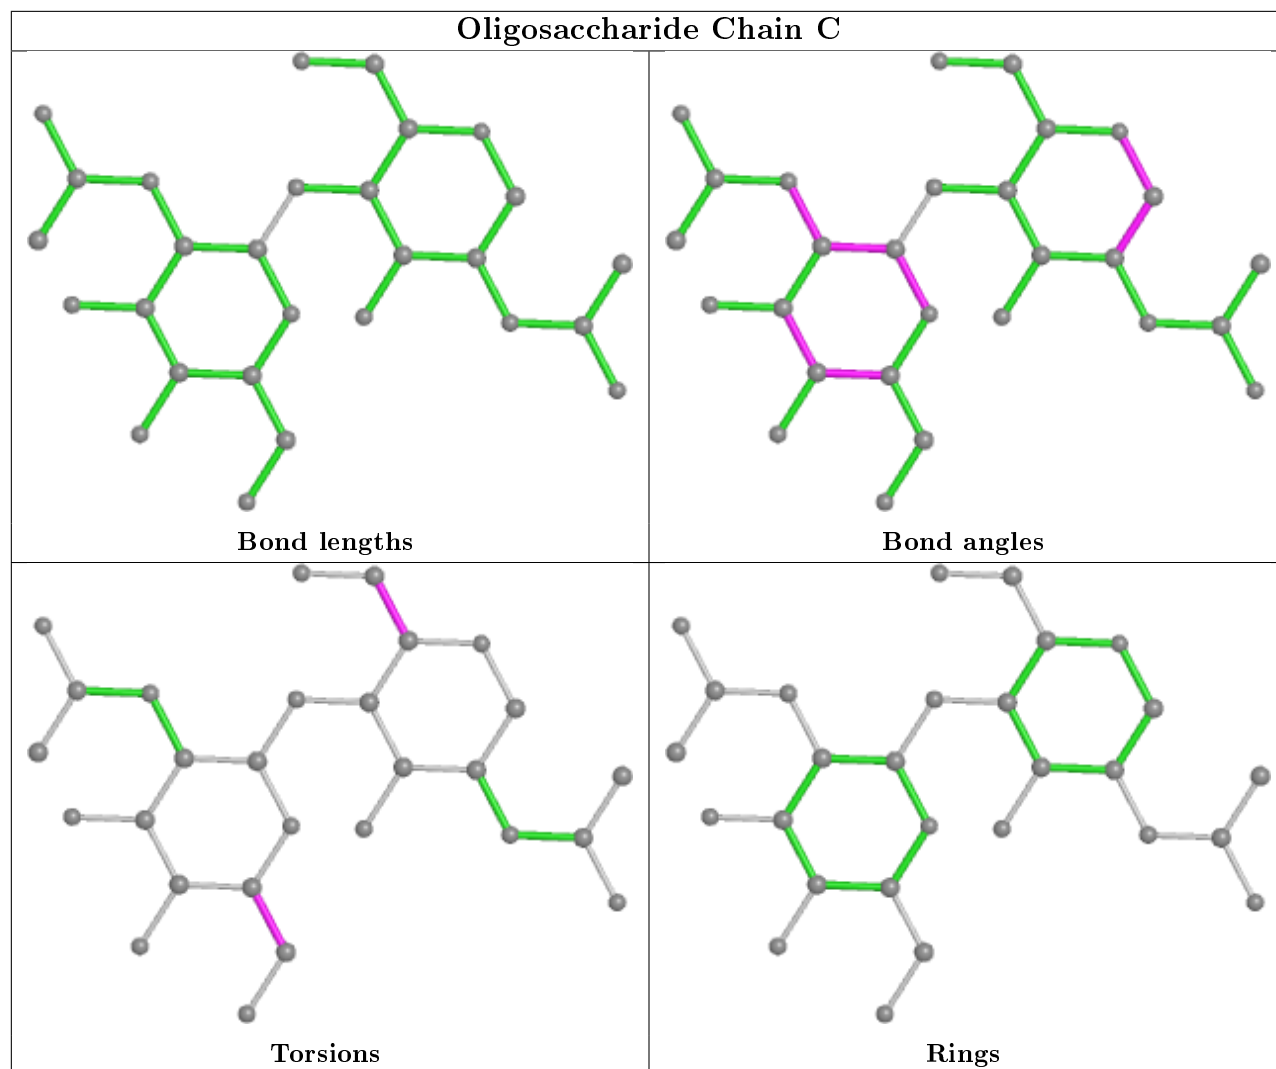 Oligosaccharide Chain C
Bond lengths
Bond angles
Torsions
Rings